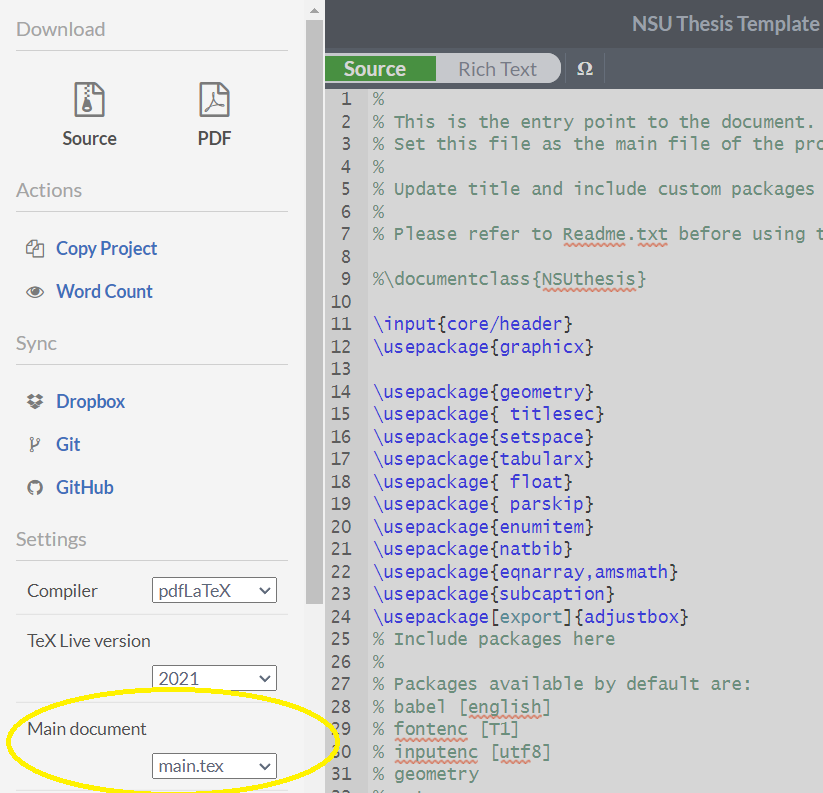 Download
Source PDF
Actions
Copy Project
Word Count
Sync
Dropbox
Git
GitHub
Settings
Compiler pdfLaTeX
TeX Live version
2021
Main document
main.tex
NSU Thesis Template
Source Rich Text Ω
1 %
2 % This is the entry point to the document.
3 % Set this file as the main file of the
4 %
5 % Update title and include custom packages
6 %
7 % Please refer to Readme.txt before using
8
9 %\documentclass{NSUthesis}
10
11 \input{core/header}
12 \usepackage{graphicx}
13
14 \usepackage{geometry}
15 \usepackage{ titlesec}
16 \usepackage{setspace}
17 \usepackage{tabularx}
18 \usepackage{ float}
19 \usepackage{ parskip}
20 \usepackage{enumitem}
21 \usepackage{natbib}
22 \usepackage{eqnarray,amsmath}
23 \usepackage{subcaption}
24 \usepackage[export]{adjustbox}
25 % Include packages here
26 %
27 % Packages available by default are:
28 % babel [english]
29 % fontenc [T1]
30 % inputenc [utf8]
31 % geometry